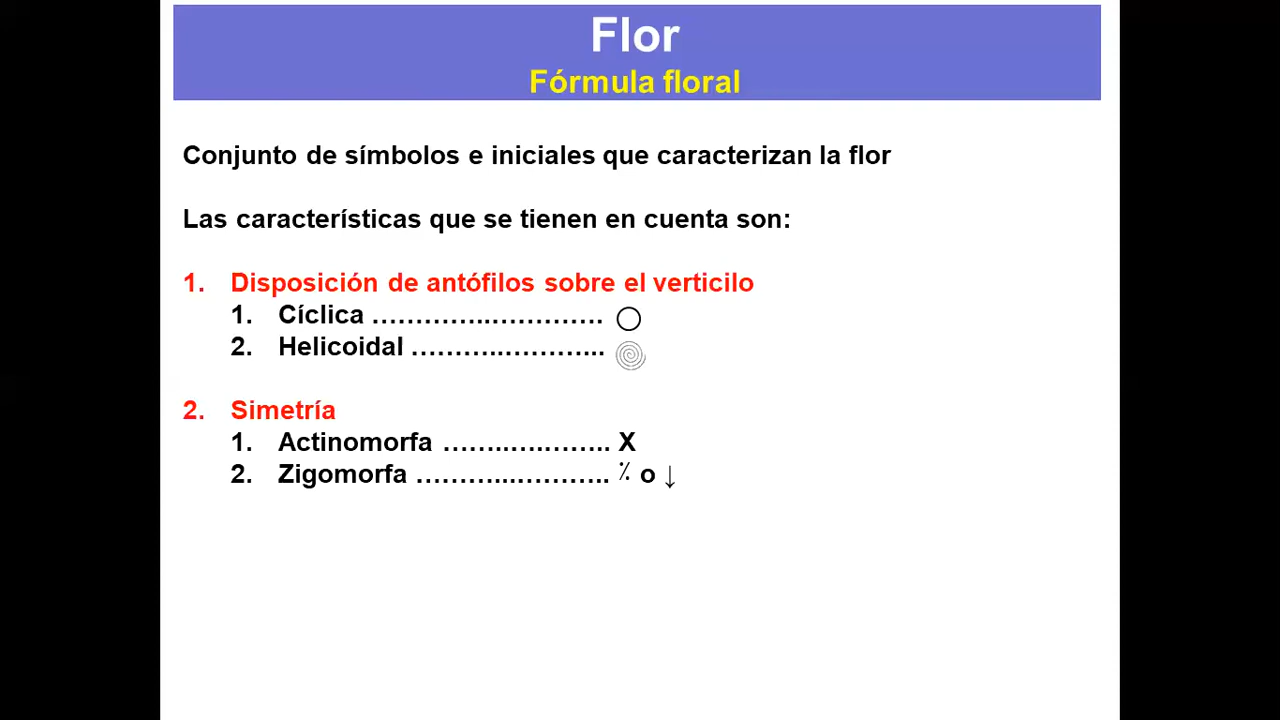 Flor
Fórmula floral
Conjunto de símbolos e iniciales que caracterizan la flor
Las características que se tienen en cuenta son:
1. Disposición de antófilos sobre el verticilo
1. Cíclica …………..…………. ○
2. Helicoidal ……….………...
2. Simetría
1. Actinomorfa ……..….…….. X
2. Zigomorfa ………...……….. ٪ o ↓